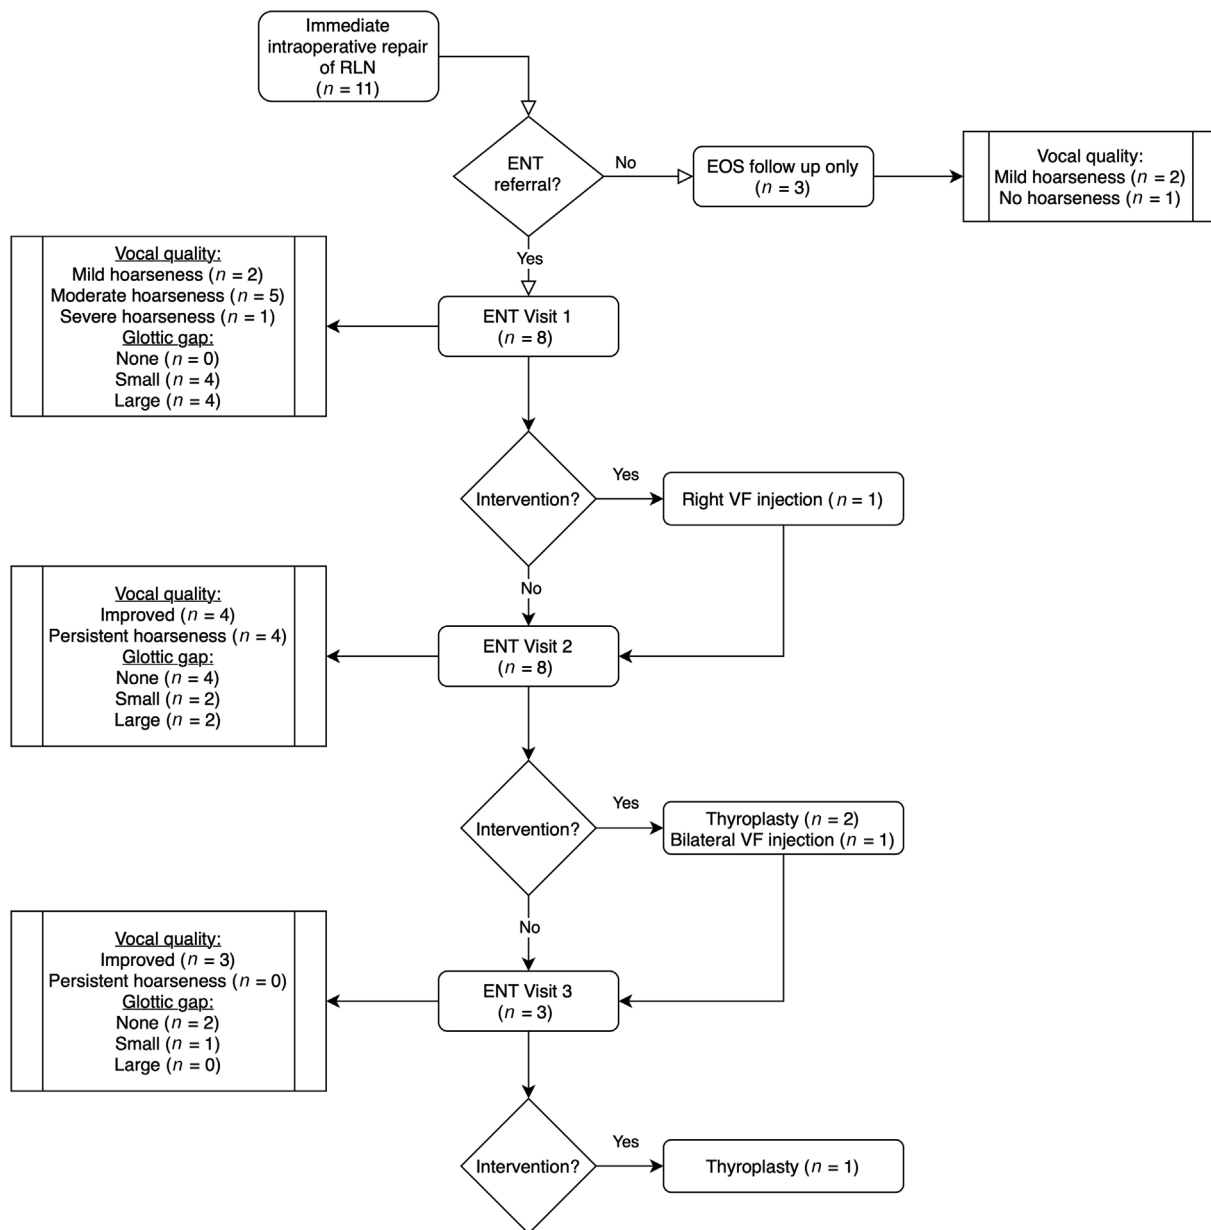 Immediate
intraoperative repair
of RLN
(n = 11)
ENT
referral?
No
EOS follow up only
(n = 3)
Vocal quality:
Mild hoarseness (n = 2)
No hoarseness (n = 1)
Yes
Vocal quality:
Mild hoarseness (n = 2)
Moderate hoarseness (n = 5)
Severe hoarseness (n = 1)
Glottic gap:
None (n = 0)
Small (n = 4)
Large (n = 4)
ENT Visit 1
(n = 8)
Intervention?
Yes
Right VF injection (n = 1)
No
Vocal quality:
Improved (n = 4)
Persistent hoarseness (n = 4)
Glottic gap:
None (n = 4)
Small (n = 2)
Large (n = 2)
ENT Visit 2
(n = 8)
Intervention?
Yes
Thyroplasty (n = 2)
Bilateral VF injection (n = 1)
No
Vocal quality:
Improved (n = 3)
Persistent hoarseness (n = 0)
Glottic gap:
None (n = 2)
Small (n = 1)
Large (n = 0)
ENT Visit 3
(n = 3)
Intervention?
Yes
Thyroplasty (n = 1)